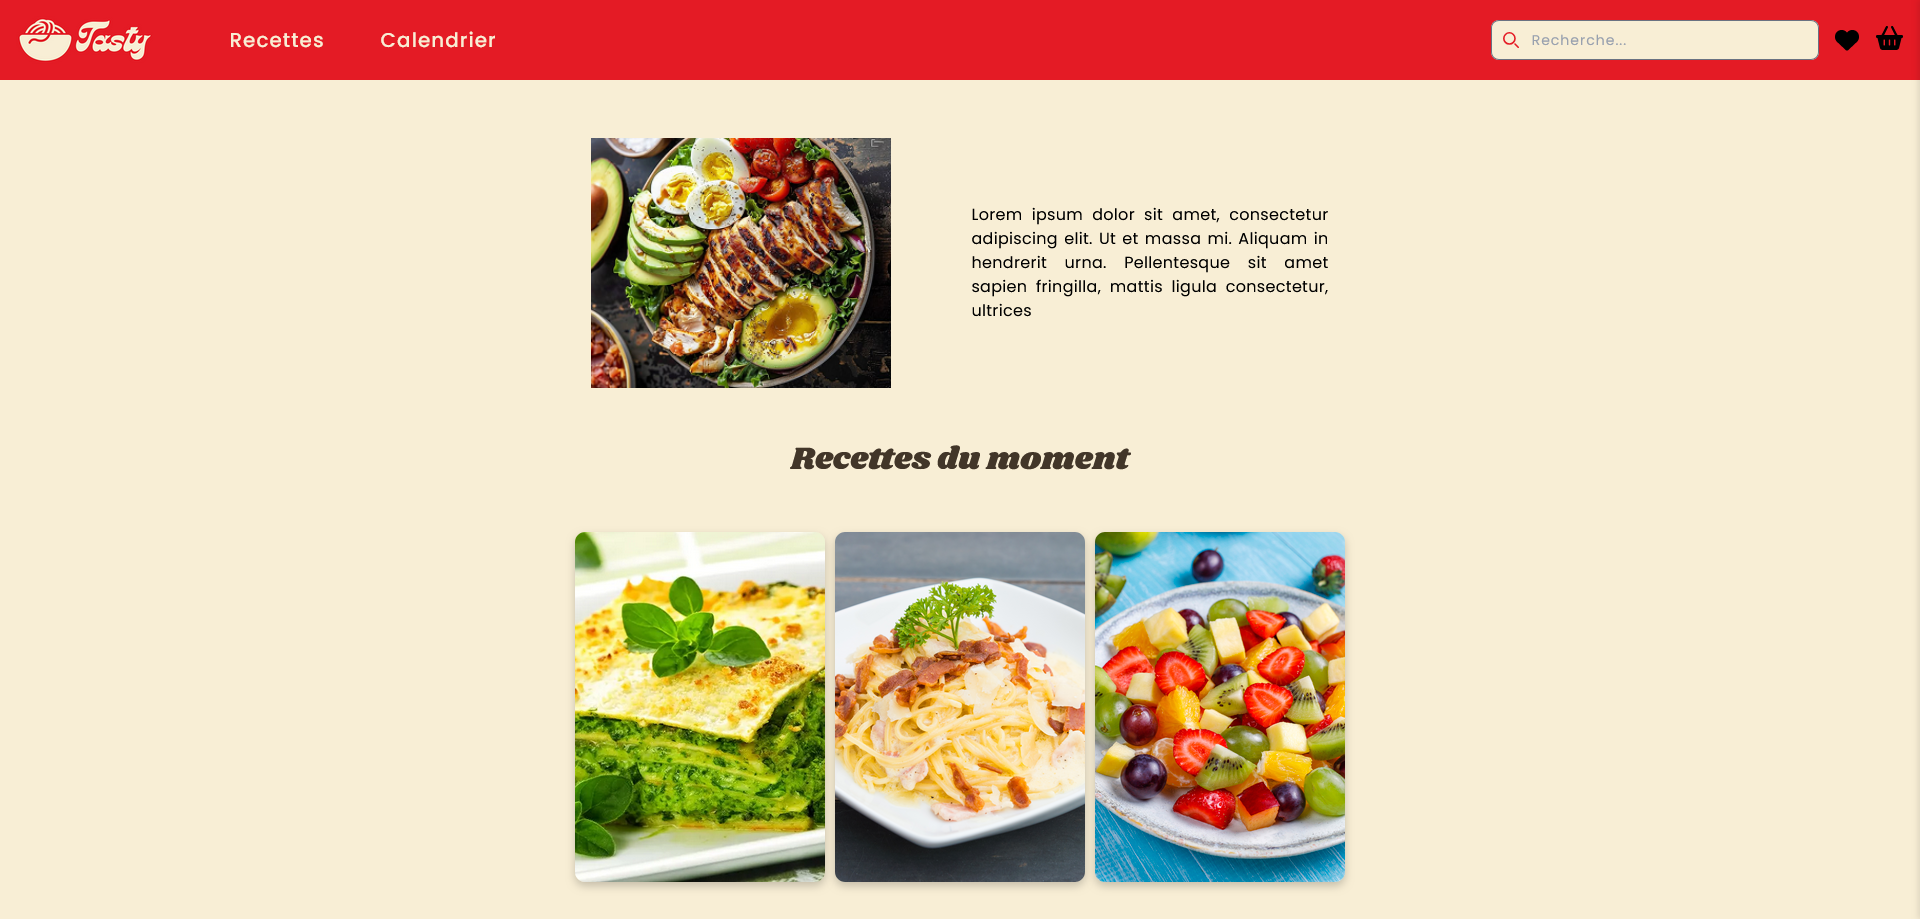 Tasty
Recettes
Calendrier
Recherche...
Lorem ipsum dolor sit amet, consectetur
adipiscing elit. Ut et massa mi. Aliquam in
hendrerit urna. Pellentesque sit amet
sapien fringilla, mattis ligula consectetur,
ultrices
Recettes du moment